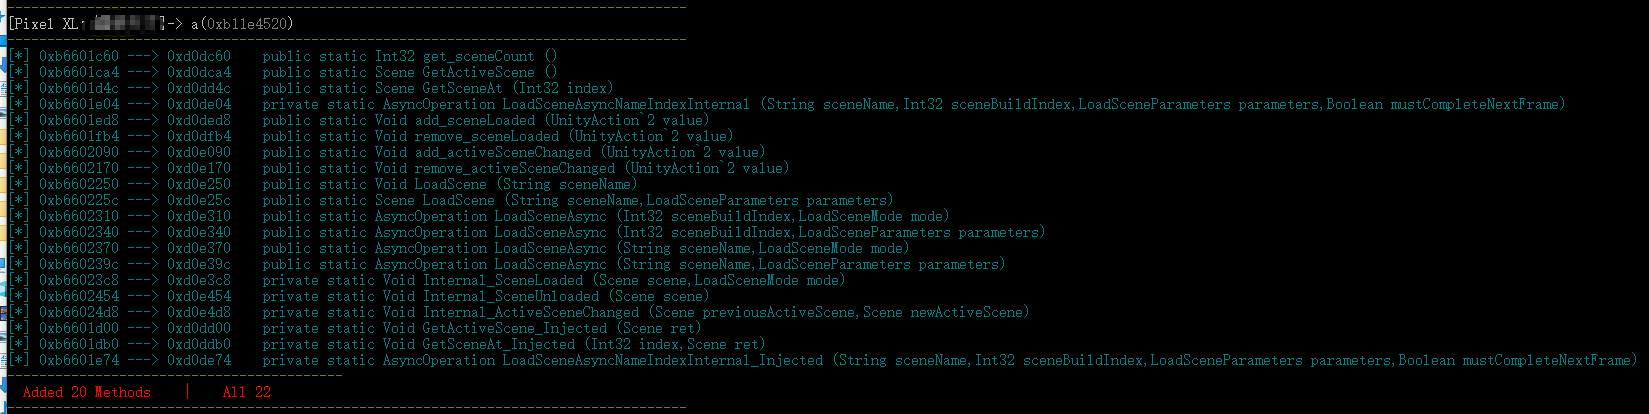 [Pixel XL: ]-> a(0xb11e4520)
[*] 0xb6601c60 ---> 0xd0dc60 public static Int32 get_sceneCount ()
[*] 0xb6601ca4 ---> 0xd0dca4 public static Scene GetActiveScene ()
[*] 0xb6601d4c ---> 0xd0dd4c public static Scene GetSceneAt (Int32 index)
[*] 0xb6601e04 ---> 0xd0de04 private static AsyncOperation LoadSceneAsyncNameIndexInternal (String sceneName,Int32 sceneBuildIndex,LoadSceneParameters parameters,Boolean mustCompleteNextFrame)
[*] 0xb6601ed8 ---> 0xd0ded8 public static Void add_sceneLoaded (UnityAction`2 value)
[*] 0xb6601fb4 ---> 0xd0dfb4 public static Void remove_sceneLoaded (UnityAction`2 value)
[*] 0xb6602090 ---> 0xd0e090 public static Void add_activeSceneChanged (UnityAction`2 value)
[*] 0xb6602170 ---> 0xd0e170 public static Void remove_activeSceneChanged (UnityAction`2 value)
[*] 0xb6602250 ---> 0xd0e250 public static Void LoadScene (String sceneName)
[*] 0xb660225c ---> 0xd0e25c public static Scene LoadScene (String sceneName,LoadSceneParameters parameters)
[*] 0xb6602310 ---> 0xd0e310 public static AsyncOperation LoadSceneAsync (Int32 sceneBuildIndex,LoadSceneMode mode)
[*] 0xb6602340 ---> 0xd0e340 public static AsyncOperation LoadSceneAsync (Int32 sceneBuildIndex,LoadSceneParameters parameters)
[*] 0xb6602370 ---> 0xd0e370 public static AsyncOperation LoadSceneAsync (String sceneName,LoadSceneMode mode)
[*] 0xb660239c ---> 0xd0e39c public static AsyncOperation LoadSceneAsync (String sceneName,LoadSceneParameters parameters)
[*] 0xb66023c8 ---> 0xd0e3c8 private static Void Internal_SceneLoaded (Scene scene,LoadSceneMode mode)
[*] 0xb6602454 ---> 0xd0e454 private static Void Internal_SceneUnloaded (Scene scene)
[*] 0xb66024d8 ---> 0xd0e4d8 private static Void Internal_ActiveSceneChanged (Scene previousActiveScene,Scene newActiveScene)
[*] 0xb6601d00 ---> 0xd0dd00 private static Void GetActiveScene_Injected (Scene ret)
[*] 0xb6601db0 ---> 0xd0ddb0 private static Void GetSceneAt_Injected (Int32 index,Scene ret)
[*] 0xb6601e74 ---> 0xd0de74 private static AsyncOperation LoadSceneAsyncNameIndexInternal_Injected (String sceneName,Int32 sceneBuildIndex,LoadSceneParameters parameters,Boolean mustCompleteNextFrame)
Added 20 Methods | All 22